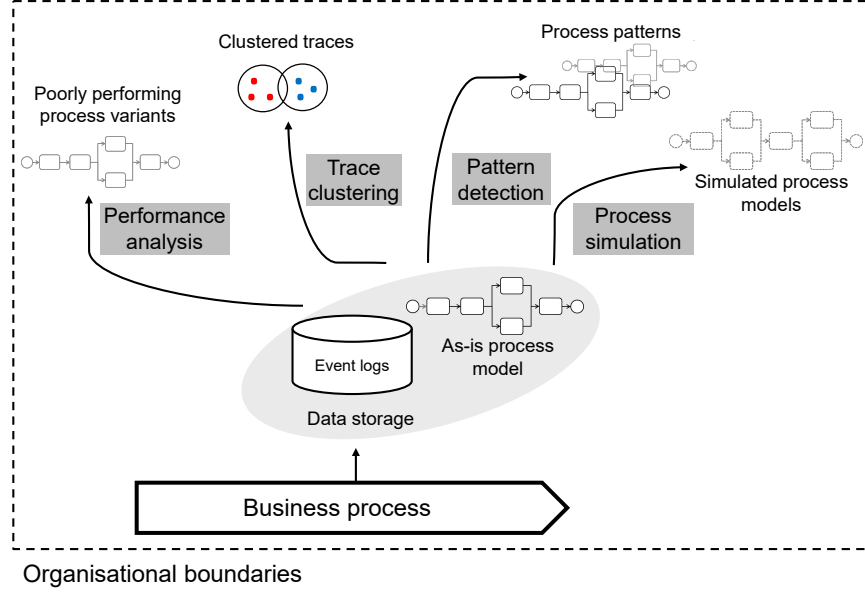 Clustered traces
Process patterns
Poorly performing
process variants
Trace
clustering
Pattern
detection
Simulated process
models
Performance
analysis
Process
simulation
Event logs
As-is process
model
Data storage
Business process
Organisational boundaries